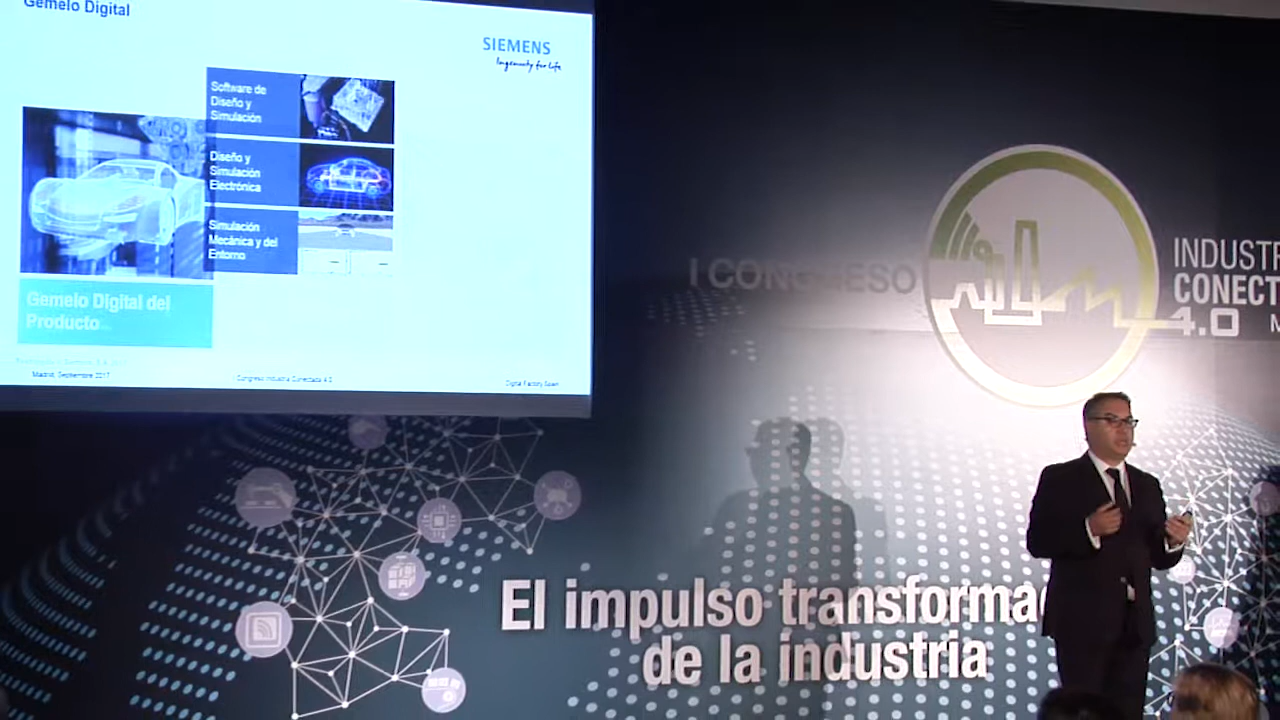 Gemelo Digital
SIEMENS
Ingenuity for life
Software de
Diseño y
Simulación
Diseño y
Simulación
Electrónica
Simulación
Mecánica y del
Entorno
Gemelo Digital del
Producto
Madrid, Septiembre 2017
Congreso Industria Conectada 4.0
Digital Factory Spain
I CONGRESO
INDUSTR
CONECT
4.0
El impulso transforma
de la industria